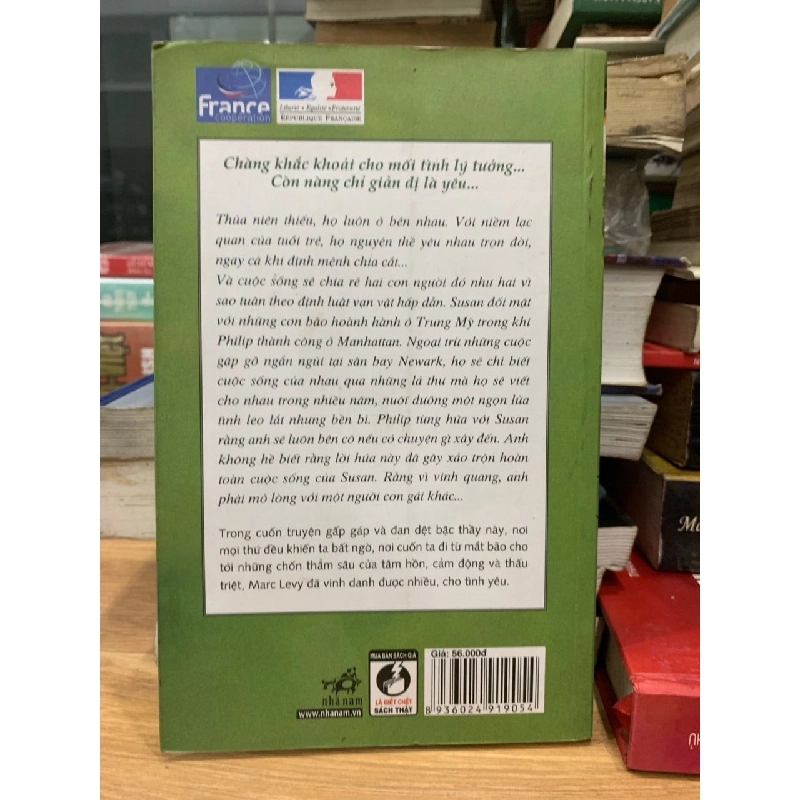 France
coopération
Liberté • Égalité • Fraternité
RÉPUBLIQUE FRANÇAISE
Chàng khắc khoải cho mối tình lý tưởng...
Còn nàng chỉ giản dị là yêu...
Thủa niên thiếu, họ luôn ở bên nhau. Với niềm lạc
quan của tuổi trẻ, họ nguyện thề yêu nhau trọn đời,
ngay cả khi định mệnh chia cắt...
Và cuộc sống sẽ chia rẽ hai con người đó như hai vì
sao tuân theo định luật vạn vật hấp dẫn. Susan đối mặt
với những cơn bão hoành hành ở Trung Mỹ trong khi
Philip thành công ở Manhattan. Ngoại trừ những cuộc
gặp gỡ ngắn ngủi tại sân bay Newark, họ sẽ chỉ biết
cuộc sống của nhau qua những lá thư mà họ sẽ viết
cho nhau trong nhiều năm, nuôi dưỡng một ngọn lửa
tình leo lắt nhưng bền bỉ. Philip từng hứa với Susan
rằng anh sẽ luôn bên cô nếu có chuyện gì xảy đến. Anh
không hề biết rằng lời hứa này đã gây xáo trộn hoàn
toàn cuộc sống của Susan. Rằng vì vinh quang, anh
phải mở lòng với một người con gái khác...
Trong cuốn truyện gấp gáp và đan dệt bậc thầy này, nơi
mọi thứ đều khiến ta bất ngờ, nơi cuốn ta đi từ mắt bão cho
tới những chốn thẳm sâu của tâm hồn, cảm động và thấu
triệt, Marc Levy đã vinh danh được nhiều, cho tình yêu.
nhã nam
www.nhanam.vn
MUA BÁN SÁCH GIẢ
LÀ GIẾT CHẾT
SÁCH THẬT
Giá: 56.000đ
8 936024 919054
Ma